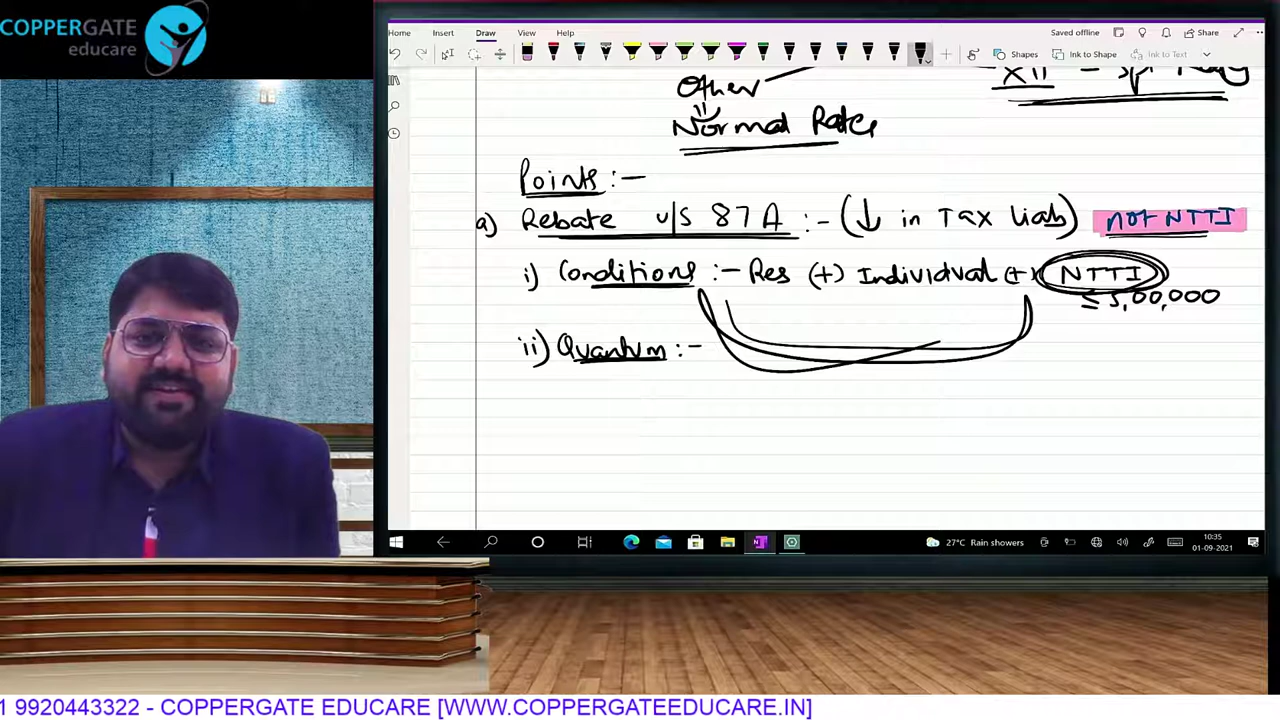 COPPERGATE
educare
Home Insert Draw View Help
Saved offline
Share
Shapes
Ink to Shape
Ink to Text
Other
XII - Spl
Normal Rates
Points :-
a) Rebate u/s 87A :- (↓ in Tax Liab) not NTTI
i) Conditions :- Res (+) Individual (+) NTTI
≤ 5,00,000
ii) Quantum :-
27°C Rain showers
10:35
01-09-2021
1 9920443322 - COPPERGATE EDUCARE [WWW.COPPERGATEEDUCARE.IN]